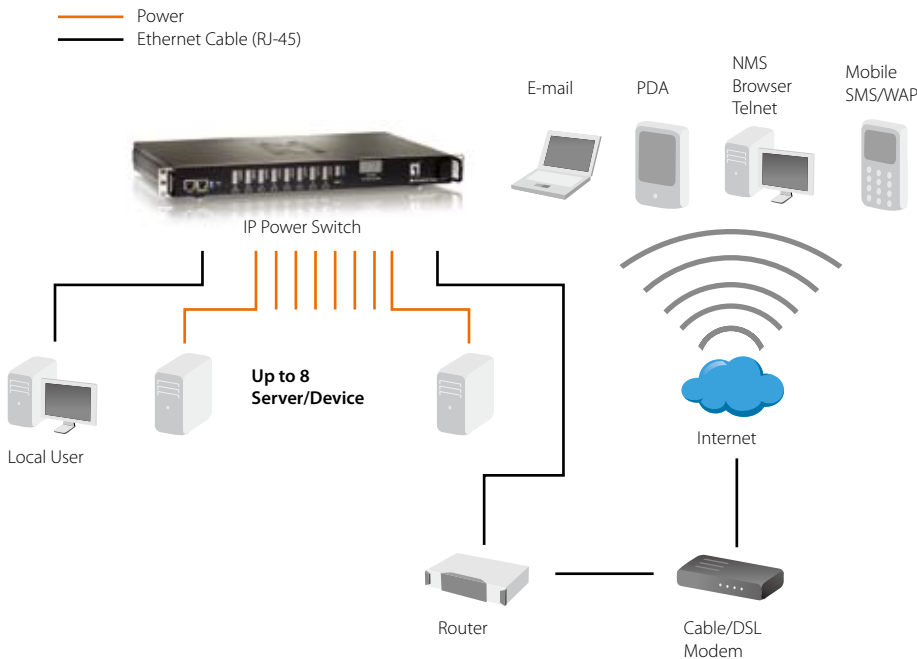 Power
Ethernet Cable (RJ-45)
E-mail
PDA
NMS
Browser
Telnet
Mobile
SMS/WAP
IP Power Switch
Up to 8
Server/Device
Local User
Internet
Router
Cable/DSL
Modem